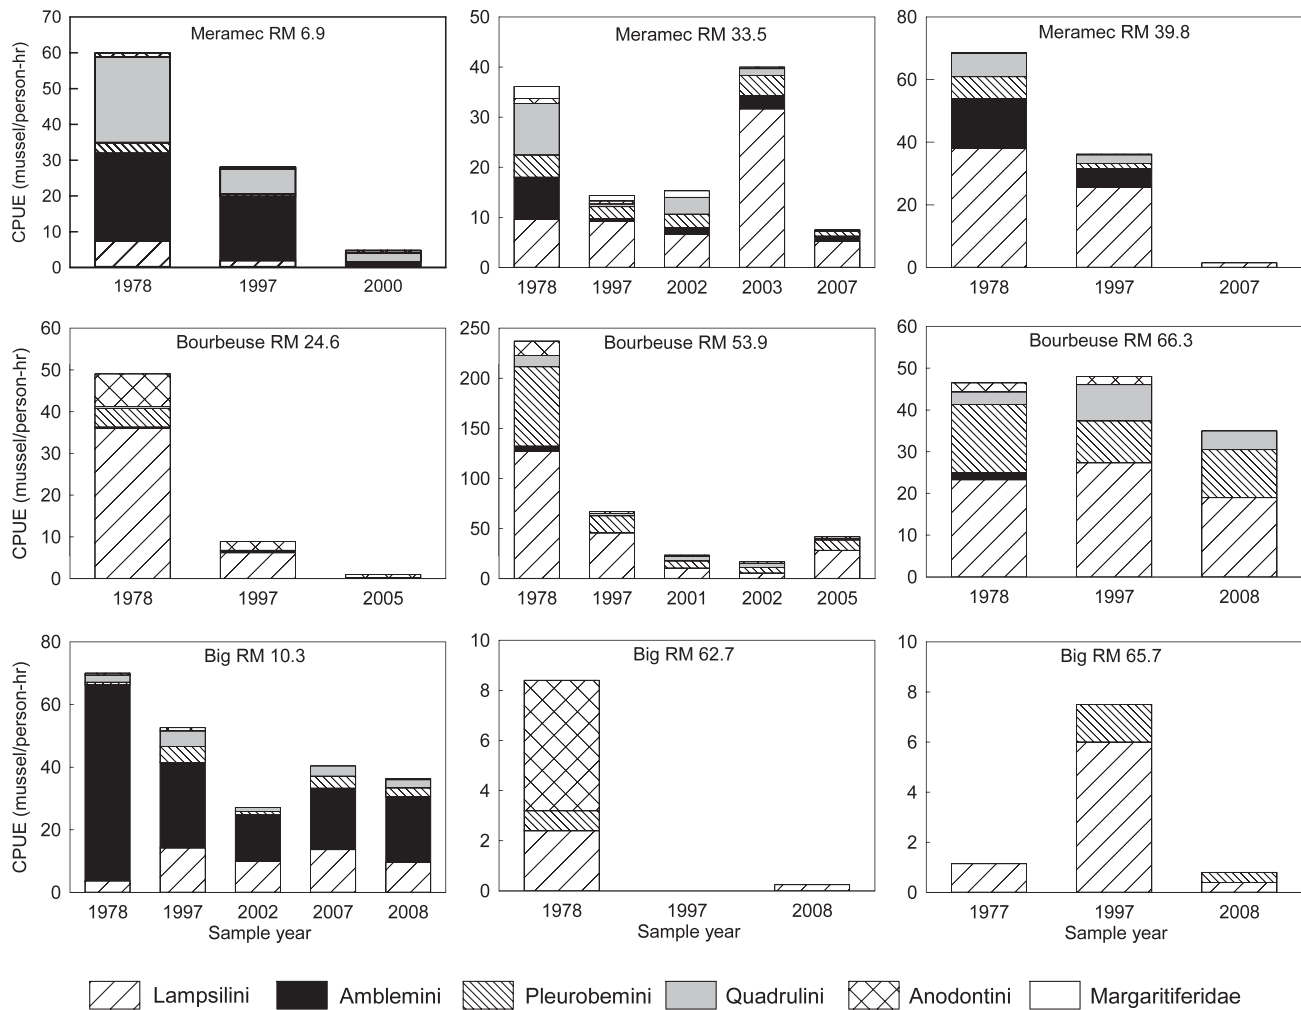 Meramec RM 6.9
CPUE (mussel/person-hr)
70
60
50
40
30
20
10
0
1978 1997 2000
Meramec RM 33.5
50
40
30
20
10
0
1978 1997 2002 2003 2007
Meramec RM 39.8
80
60
40
20
0
1978 1997 2007
Bourbeuse RM 24.6
CPUE (mussel/person-hr)
60
50
40
30
20
10
0
1978 1997 2005
Bourbeuse RM 53.9
250
200
150
100
50
0
1978 1997 2001 2002 2005
Bourbeuse RM 66.3
60
50
40
30
20
10
0
1978 1997 2008
Big RM 10.3
CPUE (mussel/person-hr)
80
60
40
20
0
1978 1997 2002 2007 2008
Sample year
Big RM 62.7
10
8
6
4
2
0
1978 1997 2008
Sample year
Big RM 65.7
10
8
6
4
2
0
1977 1997 2008
Sample year
Lampsilini Amblemini Pleurobemini Quadrulini Anodontini Margaritiferidae